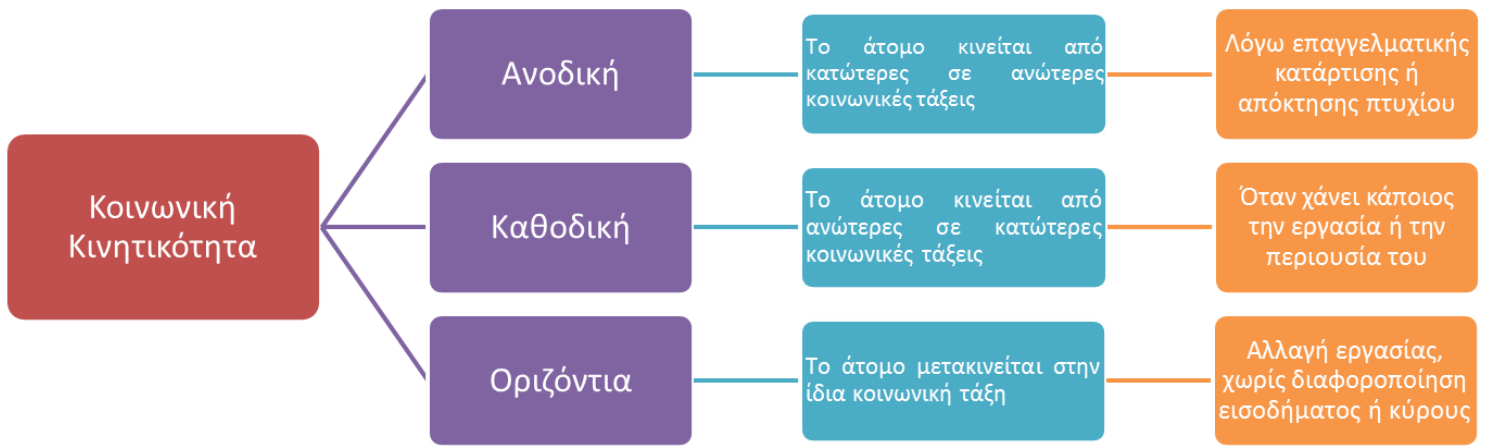 Κοινωνική
Κινητικότητα
Ανοδική
Το άτομο κινείται από
κατώτερες σε ανώτερες
κοινωνικές τάξεις
Λόγω επαγγελματικής
κατάρτισης ή
απόκτησης πτυχίου
Καθοδική
Το άτομο κινείται από
ανώτερες σε κατώτερες
κοινωνικές τάξεις
Όταν χάνει κάποιος
την εργασία ή την
περιουσία του
Οριζόντια
Το άτομο μετακινείται στην
ίδια κοινωνική τάξη
Αλλαγή εργασίας,
χωρίς διαφοροποίηση
εισοδήματος ή κύρους